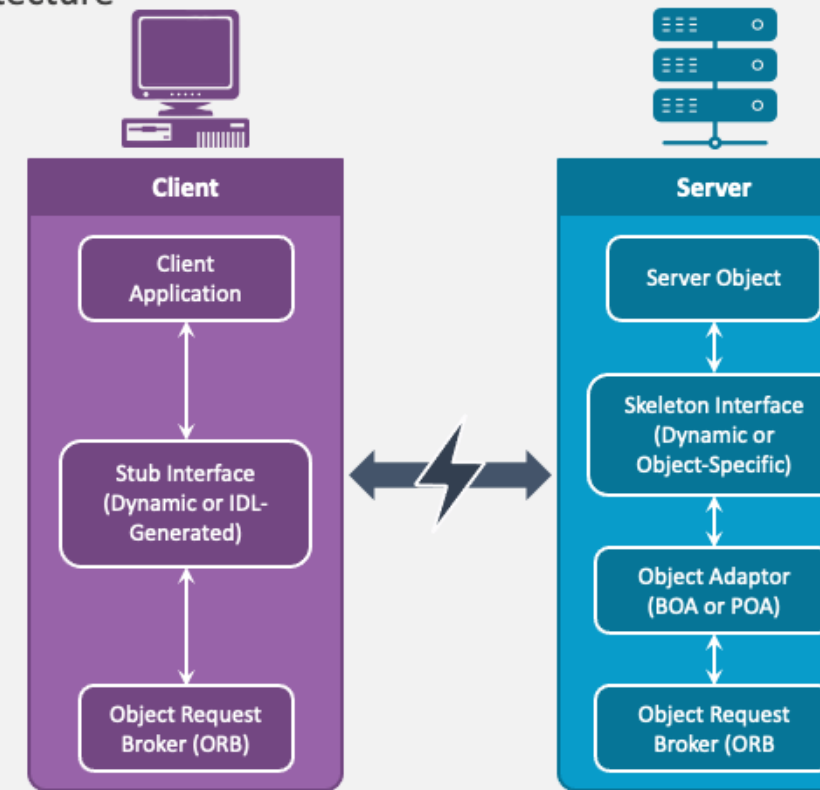 Client
Client
Application
Stub Interface
(Dynamic or IDL-
Generated)
Object Request
Broker (ORB)
Server
Server Object
Skeleton Interface
(Dynamic or
Object-Specific)
Object Adaptor
(BOA or POA)
Object Request
Broker (ORB